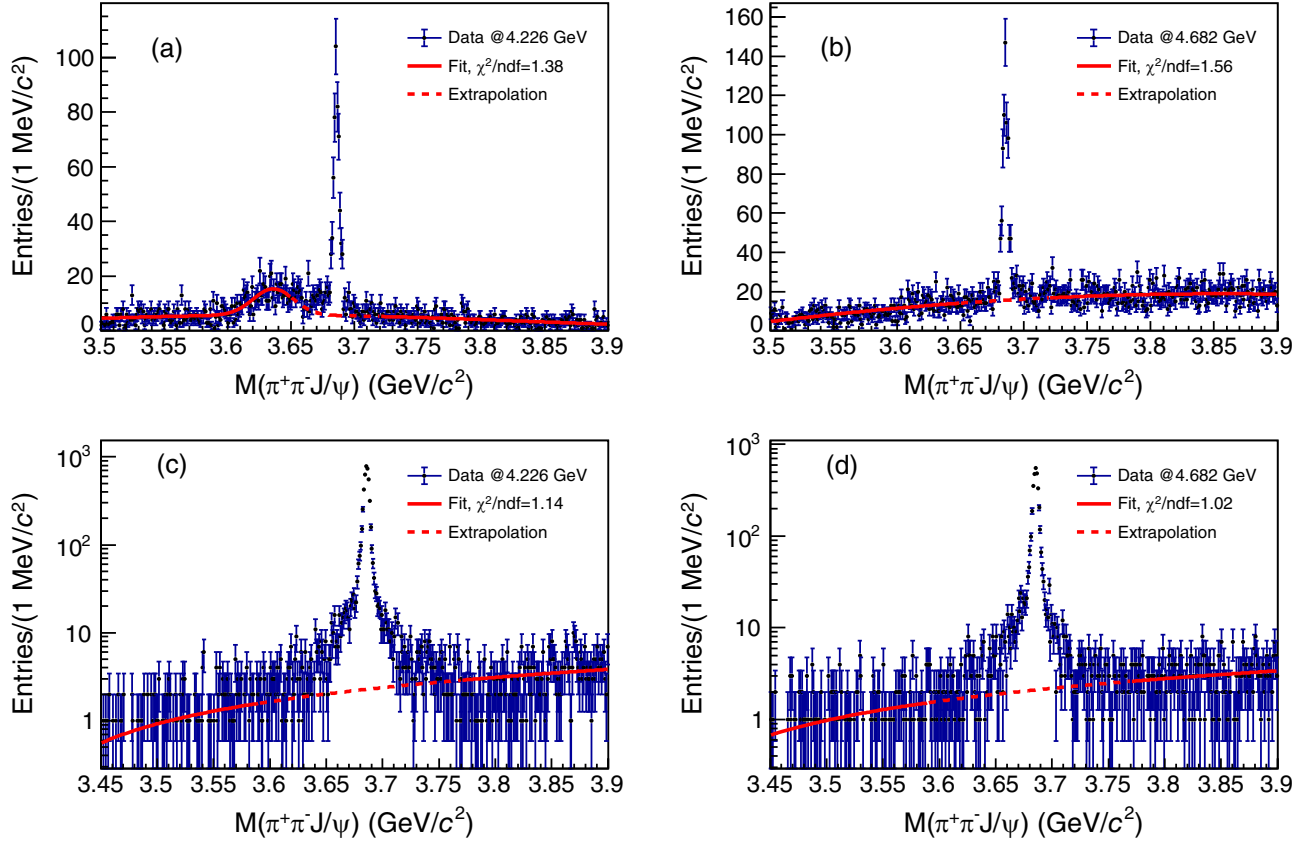 (a)
Data @4.226 GeV
Fit, χ²/ndf=1.38
Extrapolation
Entries/(1 MeV/c²)
100
80
60
40
20
0
3.5 3.55 3.6 3.65 3.7 3.75 3.8 3.85 3.9
M(π⁺π⁻J/ψ) (GeV/c²)
(b)
Data @4.682 GeV
Fit, χ²/ndf=1.56
Extrapolation
Entries/(1 MeV/c²)
160
140
120
100
80
60
40
20
0
3.5 3.55 3.6 3.65 3.7 3.75 3.8 3.85 3.9
M(π⁺π⁻J/ψ) (GeV/c²)
(c)
Data @4.226 GeV
Fit, χ²/ndf=1.14
Extrapolation
Entries/(1 MeV/c²)
10³
10²
10
1
3.45 3.5 3.55 3.6 3.65 3.7 3.75 3.8 3.85 3.9
M(π⁺π⁻J/ψ) (GeV/c²)
(d)
Data @4.682 GeV
Fit, χ²/ndf=1.02
Extrapolation
Entries/(1 MeV/c²)
10³
10²
10
1
3.45 3.5 3.55 3.6 3.65 3.7 3.75 3.8 3.85 3.9
M(π⁺π⁻J/ψ) (GeV/c²)